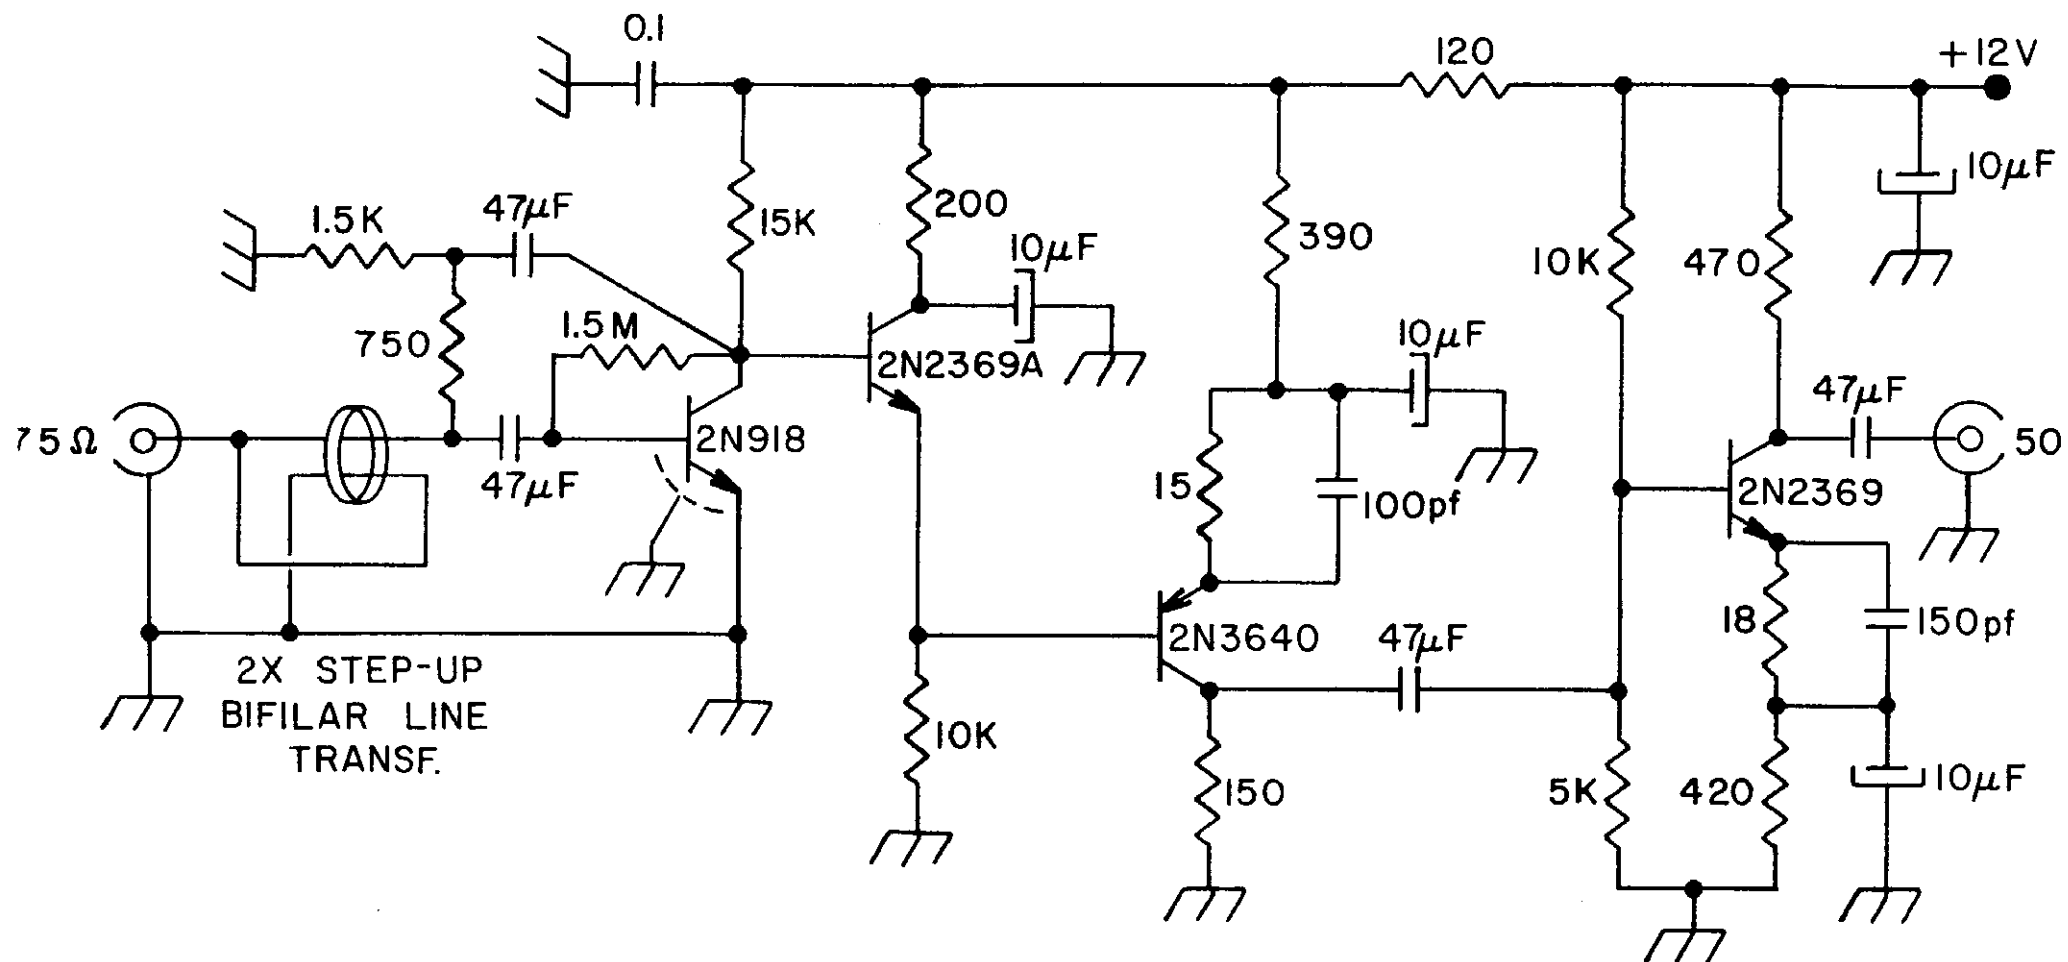 0.1
120
+12V
10μF
1.5K
47μF
15K
200
390
10K
470
10μF
750
1.5M
2N2369A
10μF
47μF
75Ω
2N918
47μF
15
100pf
2N2369
50
2N3640
47μF
18
150pf
2X STEP-UP
BIFILAR LINE
TRANSF.
10K
150
5K
420
10μF